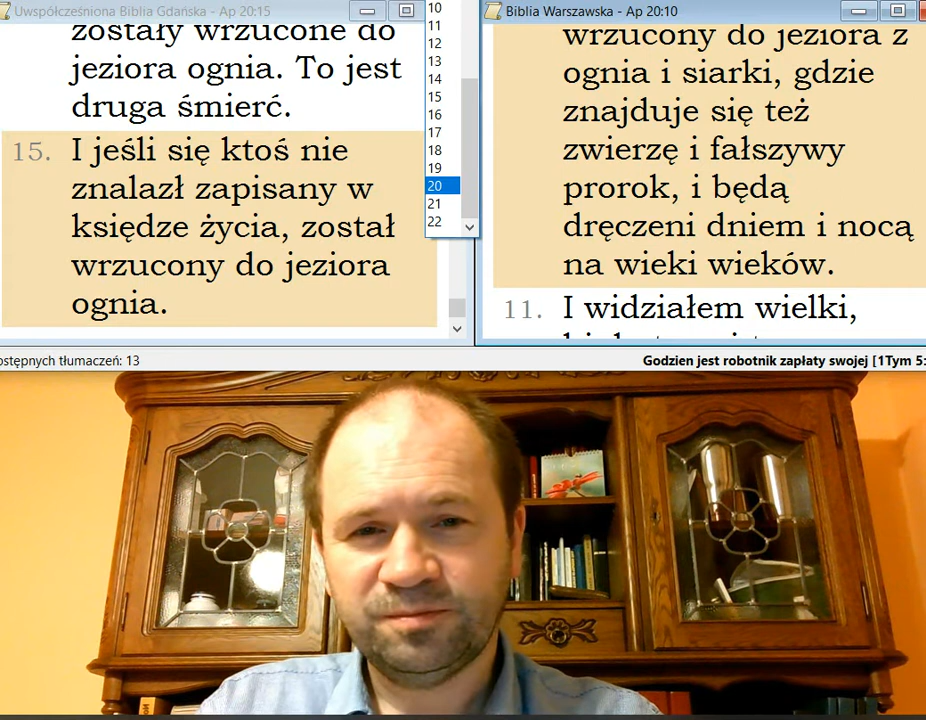 Uwspółcześniona Biblia Gdańska - Ap 20:15
zostały wrzucone do
jeziora ognia. To jest
druga śmierć.
15. I jeśli się ktoś nie
znalazł zapisany w
księdze życia, został
wrzucony do jeziora
ognia.
10
11
12
13
14
15
16
17
18
19
20
21
22
Biblia Warszawska - Ap 20:10
wrzucony do jeziora z
ognia i siarki, gdzie
znajduje się też
zwierzę i fałszywy
prorok, i będą
dręczeni dniem i nocą
na wieki wieków.
11. I widziałem wielki,
ostępnych tłumaczeń: 13
Godzien jest robotnik zapłaty swojej [1Tym 5: